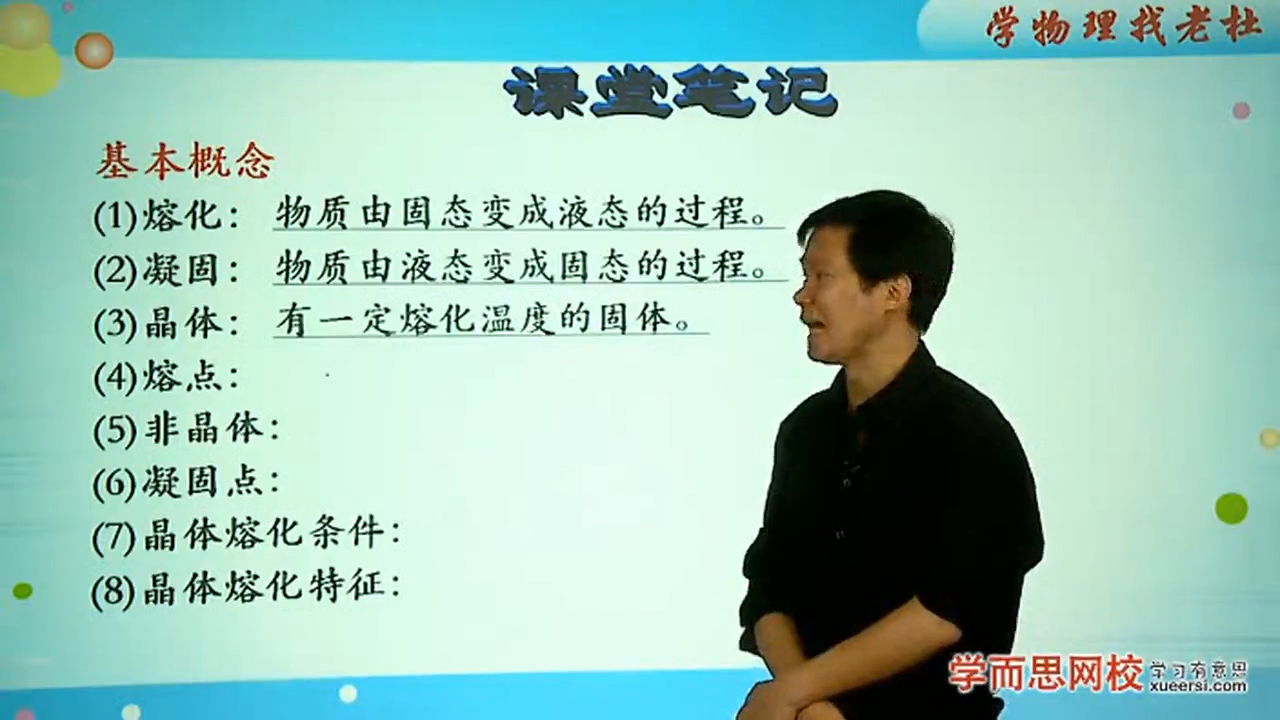 学物理找老杜
课堂笔记
基本概念
(1)熔化：物质由固态变成液态的过程。
(2)凝固：物质由液态变成固态的过程。
(3)晶体：有一定熔化温度的固体。
(4)熔点：
(5)非晶体：
(6)凝固点：
(7)晶体熔化条件：
(8)晶体熔化特征：
学而思网校 学习有意思
xueersi.com